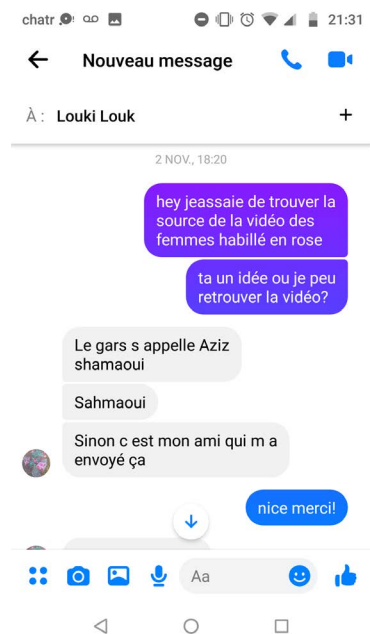 chatr
21:31
Nouveau message
À : Louki Louk
2 NOV., 18:20
hey jeassaie de trouver la
source de la vidéo des
femmes habillé en rose
ta un idée ou je peu
retrouver la vidéo?
Le gars s appelle Aziz
shamaoui
Sahmaoui
Sinon c est mon ami qui m a
envoyé ça
nice merci!
Aa